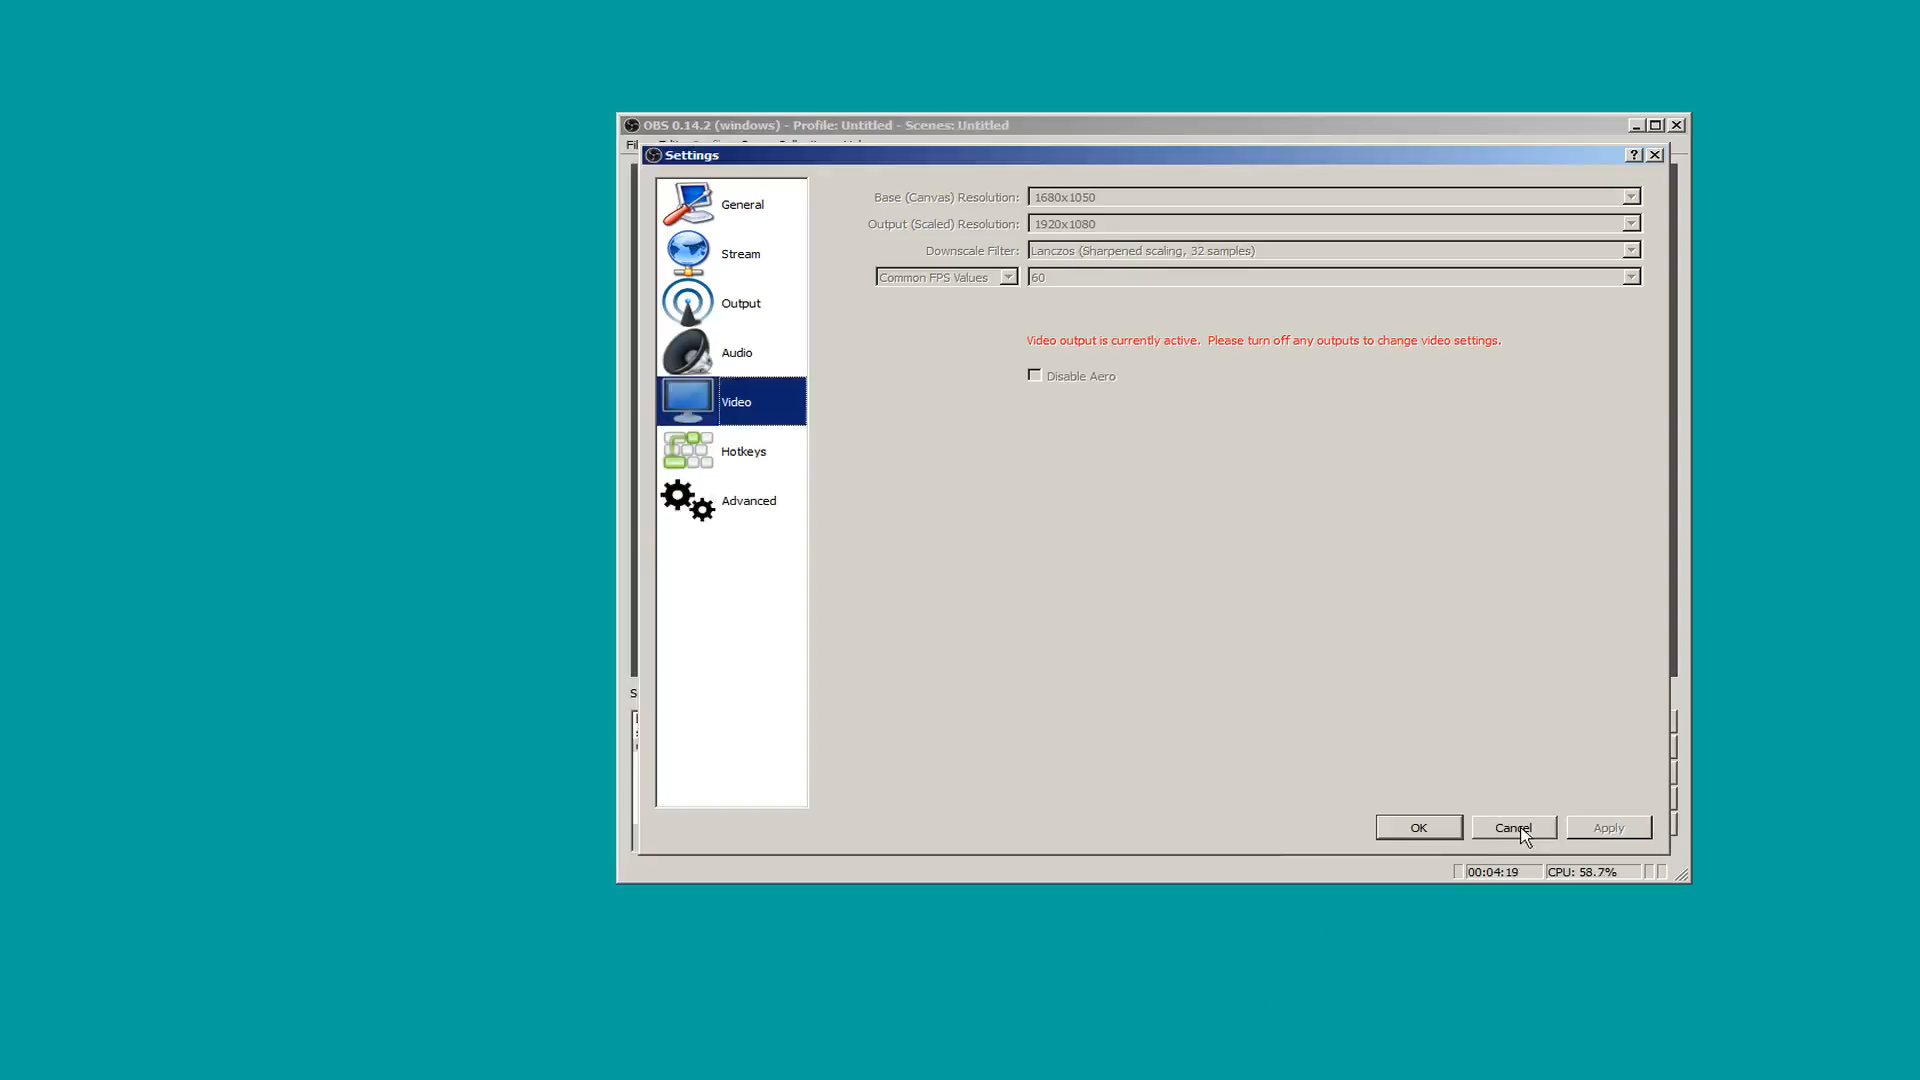 OBS 0.14.2 (windows) - Profile: Untitled - Scenes: Untitled
Settings
General
Stream
Output
Audio
Video
Hotkeys
Advanced
Base (Canvas) Resolution: 1680x1050
Output (Scaled) Resolution: 1920x1080
Downscale Filter: Lanczos (Sharpened scaling, 32 samples)
Common FPS Values 60
Video output is currently active. Please turn off any outputs to change video settings.
Disable Aero
OK Cancel Apply
00:04:19 CPU: 58.7%